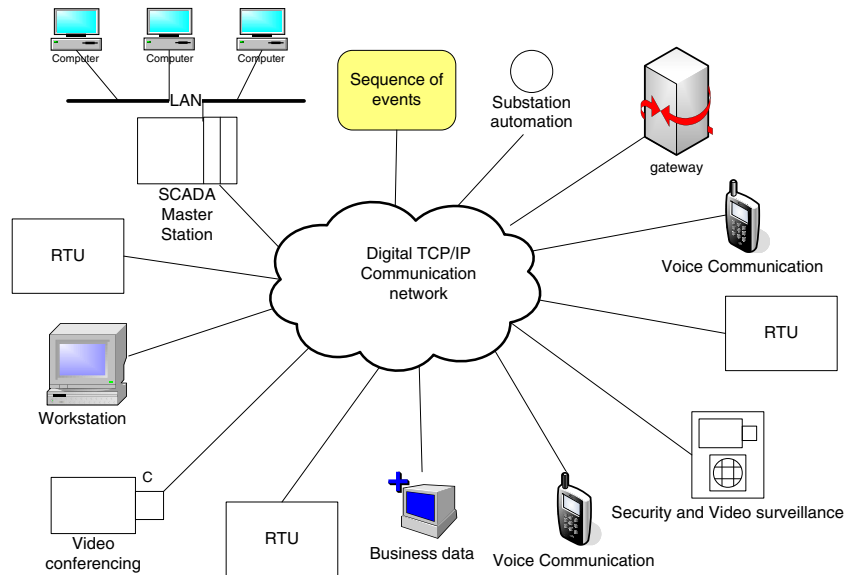 Computer
Computer
Computer
LAN
Sequence of
events
Substation
automation
gateway
SCADA
Master
Station
RTU
Digital TCP/IP
Communication
network
Voice Communication
RTU
Workstation
C
Video
conferencing
RTU
Business data
Voice Communication
Security and Video surveillance